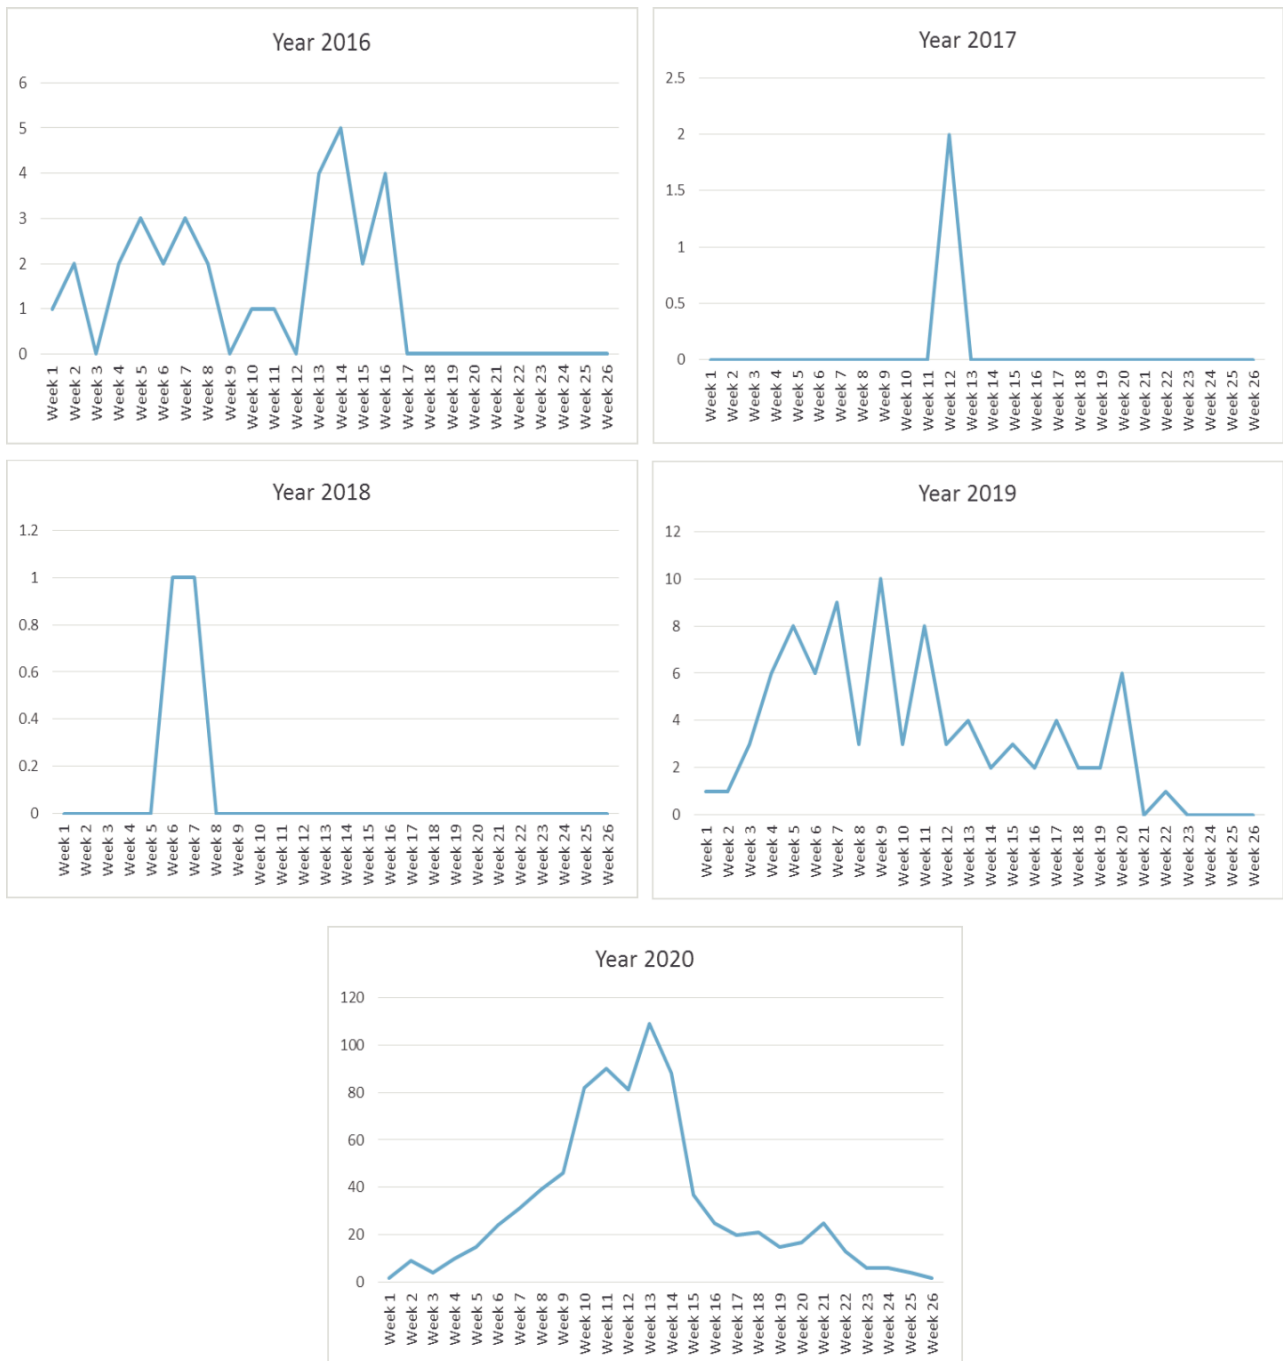 Year 2016
6
5
4
3
2
1
0
Week 1
Week 2
Week 3
Week 4
Week 5
Week 6
Week 7
Week 8
Week 9
Week 10
Week 11
Week 12
Week 13
Week 14
Week 15
Week 16
Week 17
Week 18
Week 19
Week 20
Week 21
Week 22
Week 23
Week 24
Week 25
Week 26
Year 2017
2.5
2
1.5
1
0.5
0
Week 1
Week 2
Week 3
Week 4
Week 5
Week 6
Week 7
Week 8
Week 9
Week 10
Week 11
Week 12
Week 13
Week 14
Week 15
Week 16
Week 17
Week 18
Week 19
Week 20
Week 21
Week 22
Week 23
Week 24
Week 25
Week 26
Year 2018
1.2
1
0.8
0.6
0.4
0.2
0
Week 1
Week 2
Week 3
Week 4
Week 5
Week 6
Week 7
Week 8
Week 9
Week 10
Week 11
Week 12
Week 13
Week 14
Week 15
Week 16
Week 17
Week 18
Week 19
Week 20
Week 21
Week 22
Week 23
Week 24
Week 25
Week 26
Year 2019
12
10
8
6
4
2
0
Week 1
Week 2
Week 3
Week 4
Week 5
Week 6
Week 7
Week 8
Week 9
Week 10
Week 11
Week 12
Week 13
Week 14
Week 15
Week 16
Week 17
Week 18
Week 19
Week 20
Week 21
Week 22
Week 23
Week 24
Week 25
Week 26
Year 2020
120
100
80
60
40
20
0
Week 1
Week 2
Week 3
Week 4
Week 5
Week 6
Week 7
Week 8
Week 9
Week 10
Week 11
Week 12
Week 13
Week 14
Week 15
Week 16
Week 17
Week 18
Week 19
Week 20
Week 21
Week 22
Week 23
Week 24
Week 25
Week 26